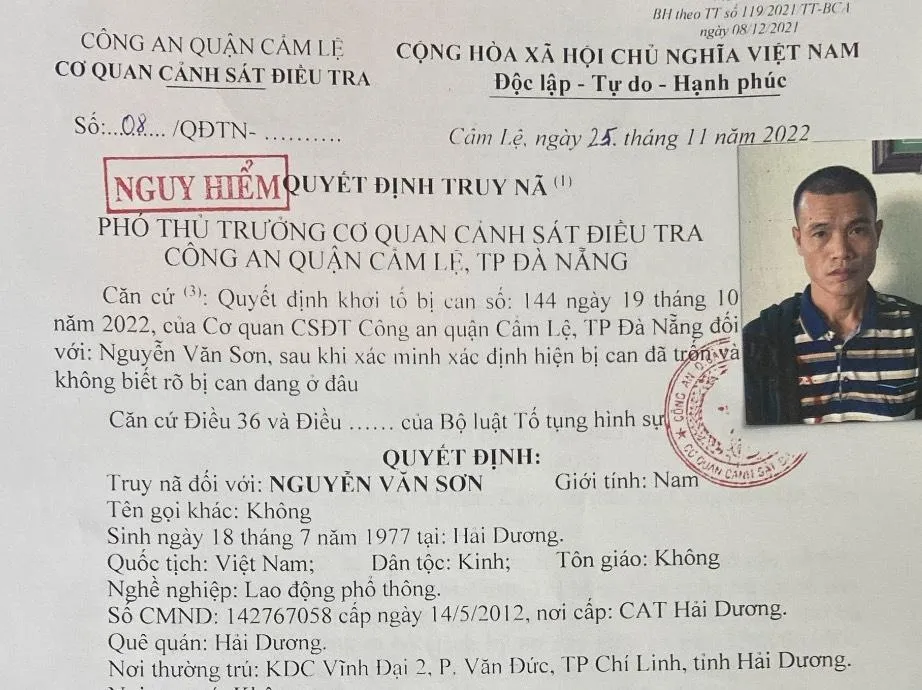 BH theo TT số 119/2021/TT-BCA
ngày 08/12/2021
CÔNG AN QUẬN CẨM LỆ
CƠ QUAN CẢNH SÁT ĐIỀU TRA
CỘNG HÒA XÃ HỘI CHỦ NGHĨA VIỆT NAM
Độc lập - Tự do - Hạnh phúc
Số:...08.... /QĐTN- ...........
Cẩm Lệ, ngày 25. tháng 11 năm 2022
NGUY HIỂM
QUYẾT ĐỊNH TRUY NÃ (1)
PHÓ THỦ TRƯỞNG CƠ QUAN CẢNH SÁT ĐIỀU TRA
CÔNG AN QUẬN CẨM LỆ, TP ĐÀ NẴNG
Căn cứ (3): Quyết định khởi tố bị can số: 144 ngày 19 tháng 10
năm 2022, của Cơ quan CSĐT Công an quận Cẩm Lệ, TP Đà Nẵng đối
với: Nguyễn Văn Sơn, sau khi xác minh xác định hiện bị can đã trốn và
không biết rõ bị can đang ở đâu
Căn cứ Điều 36 và Điều ...... của Bộ luật Tố tụng hình sự
CÔNG AN Q
★ CƠ QUAN CẢNH SÁT
QUYẾT ĐỊNH:
Truy nã đối với: NGUYỄN VĂN SƠN Giới tính: Nam
Tên gọi khác: Không
Sinh ngày 18 tháng 7 năm 1977 tại: Hải Dương.
Quốc tịch: Việt Nam; Dân tộc: Kinh; Tôn giáo: Không
Nghề nghiệp: Lao động phổ thông.
Số CMND: 142767058 cấp ngày 14/5/2012, nơi cấp: CAT Hải Dương.
Quê quán: Hải Dương.
Nơi thường trú: KDC Vĩnh Đại 2, P. Văn Đức, TP Chí Linh, tỉnh Hải Dương.